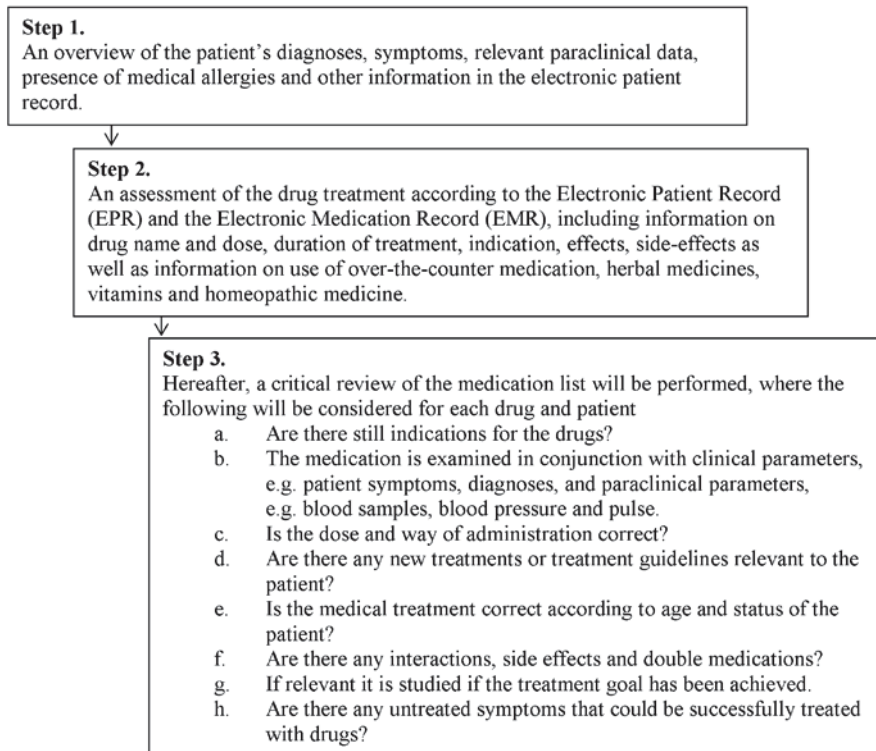 Step 1.
An overview of the patient's diagnoses, symptoms, relevant paraclinical data,
presence of medical allergies and other information in the electronic patient
record.
Step 2.
An assessment of the drug treatment according to the Electronic Patient Record
(EPR) and the Electronic Medication Record (EMR), including information on
drug name and dose, duration of treatment, indication, effects, side-effects as
well as information on use of over-the-counter medication, herbal medicines,
vitamins and homeopathic medicine.
Step 3.
Hereafter, a critical review of the medication list will be performed, where the
following will be considered for each drug and patient
a. Are there still indications for the drugs?
b. The medication is examined in conjunction with clinical parameters,
e.g. patient symptoms, diagnoses, and paraclinical parameters,
e.g. blood samples, blood pressure and pulse.
c. Is the dose and way of administration correct?
d. Are there any new treatments or treatment guidelines relevant to the
patient?
e. Is the medical treatment correct according to age and status of the
patient?
f. Are there any interactions, side effects and double medications?
g. If relevant it is studied if the treatment goal has been achieved.
h. Are there any untreated symptoms that could be successfully treated
with drugs?